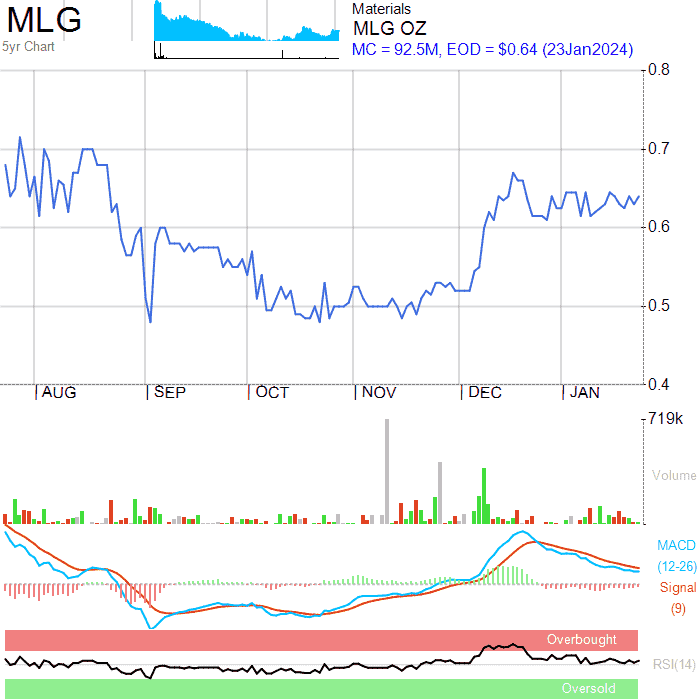 MLG
5yr Chart
Materials
MLG OZ
MC = 92.5M, EOD = $0.64 (23Jan2024)
0.8
0.7
0.6
0.5
0.4
AUG SEP OCT NOV DEC JAN
719k
Volume
MACD
(12-26)
Signal
(9)
Overbought
RSI(14)
Oversold